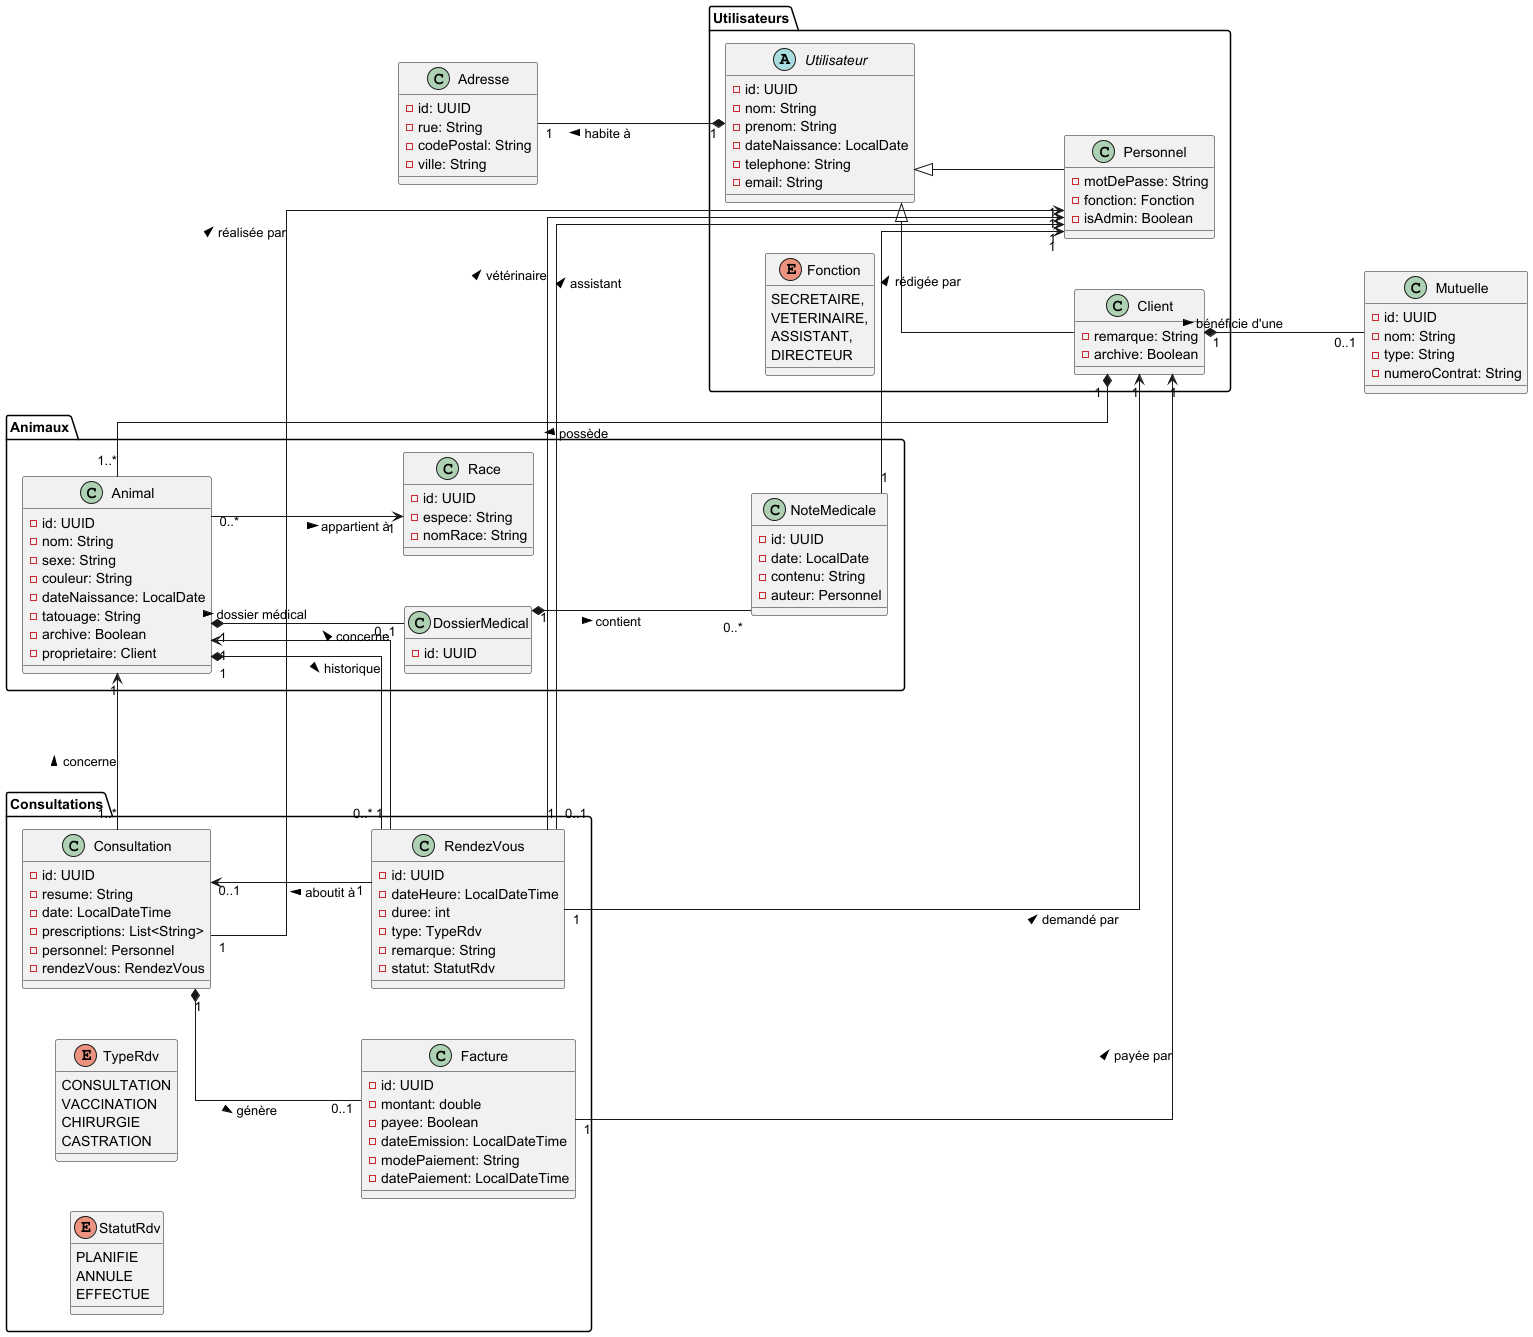 Utilisateurs
A Utilisateur
id: UUID
nom: String
prenom: String
dateNaissance: LocalDate
telephone: String
email: String
C Adresse
id: UUID
rue: String
codePostal: String
ville: String
1
habite à
1
C Personnel
motDePasse: String
fonction: Fonction
isAdmin: Boolean
1
1
1
1
réalisée par
vétérinaire
assistant
rédigée par
E Fonction
SECRETAIRE,
VETERINAIRE,
ASSISTANT,
DIRECTEUR
C Client
remarque: String
archive: Boolean
bénéficie d'une
1
0..1
C Mutuelle
id: UUID
nom: String
type: String
numeroContrat: String
1
1
1
possède
Animaux
1..*
C Animal
id: UUID
nom: String
sexe: String
couleur: String
dateNaissance: LocalDate
tatouage: String
archive: Boolean
proprietaire: Client
0..*
appartient à
1
C Race
id: UUID
espece: String
nomRace: String
1
C NoteMedicale
id: UUID
date: LocalDate
contenu: String
auteur: Personnel
dossier médical
1
0..1
C DossierMedical
id: UUID
1
contient
0..*
concerne
1
historique
1
1
concerne
Consultations
1..*
0..*
1
1
0..1
C Consultation
id: UUID
resume: String
date: LocalDateTime
prescriptions: List<String>
personnel: Personnel
rendezVous: RendezVous
0..1
aboutit à
1
1
C RendezVous
id: UUID
dateHeure: LocalDateTime
duree: int
type: TypeRdv
remarque: String
statut: StatutRdv
1
demandé par
1
génère
0..1
E TypeRdv
CONSULTATION
VACCINATION
CHIRURGIE
CASTRATION
C Facture
id: UUID
montant: double
payee: Boolean
dateEmission: LocalDateTime
modePaiement: String
datePaiement: LocalDateTime
1
payée par
E StatutRdv
PLANIFIE
ANNULE
EFFECTUE